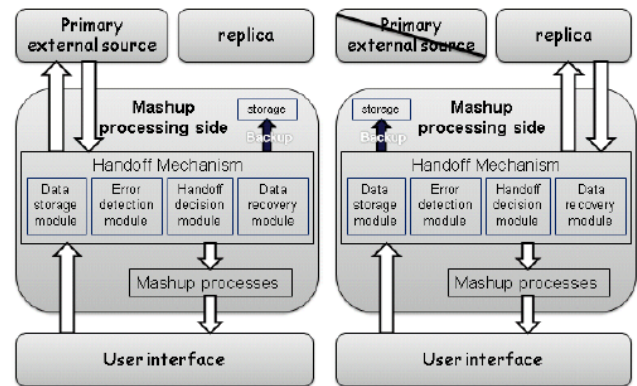 Primary
external source
replica
Mashup
processing side
storage
Backup
Handoff Mechanism
Data
storage
module
Error
detection
module
Handoff
decision
module
Data
recovery
module
Mashup processes
User interface
Primary
external source
replica
storage
Mashup
processing side
Backup
Handoff Mechanism
Data
storage
module
Error
detection
module
Handoff
decision
module
Data
recovery
module
Mashup processes
User interface